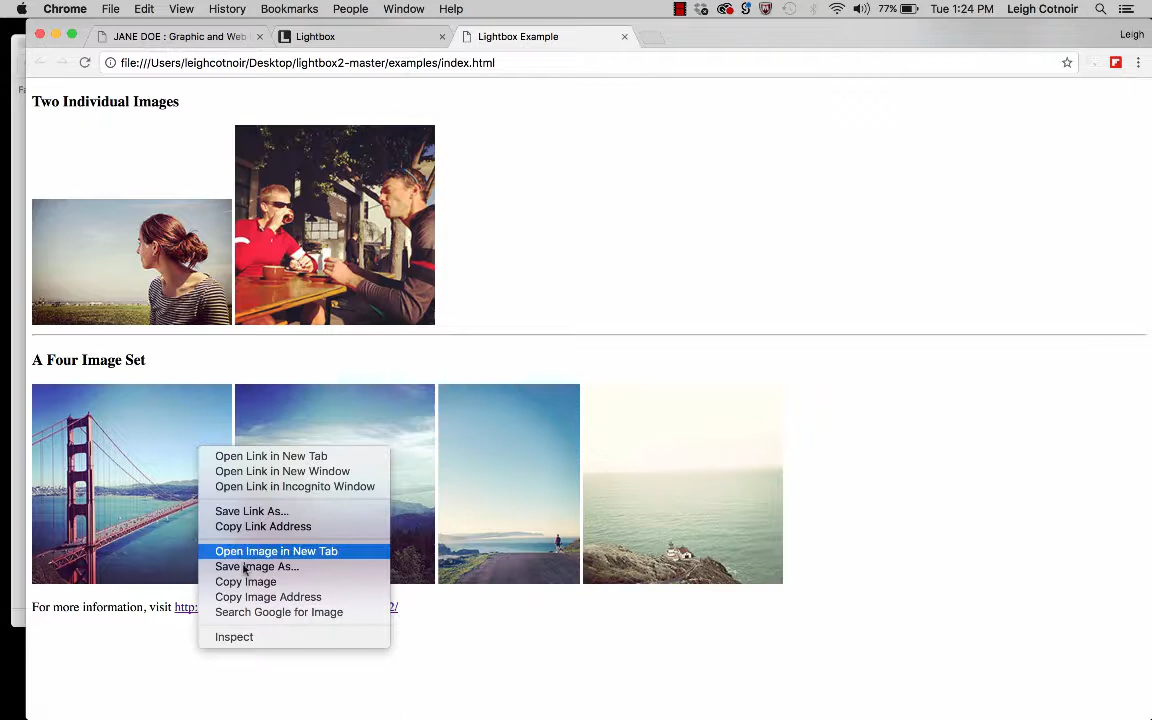 Chrome File Edit View History Bookmarks People Window Help 77% Tue 1:24 PM Leigh Cotnoir
JANE DOE : Graphic and Web
Lightbox
Lightbox Example
Leigh
file:///Users/leighcotnoir/Desktop/lightbox2-master/examples/index.html
Two Individual Images
A Four Image Set
Open Link in New Tab
Open Link in New Window
Open Link in Incognito Window
Save Link As...
Copy Link Address
Open Image in New Tab
Save Image As...
Copy Image
Copy Image Address
Search Google for Image
Inspect
For more information, visit http: 2/